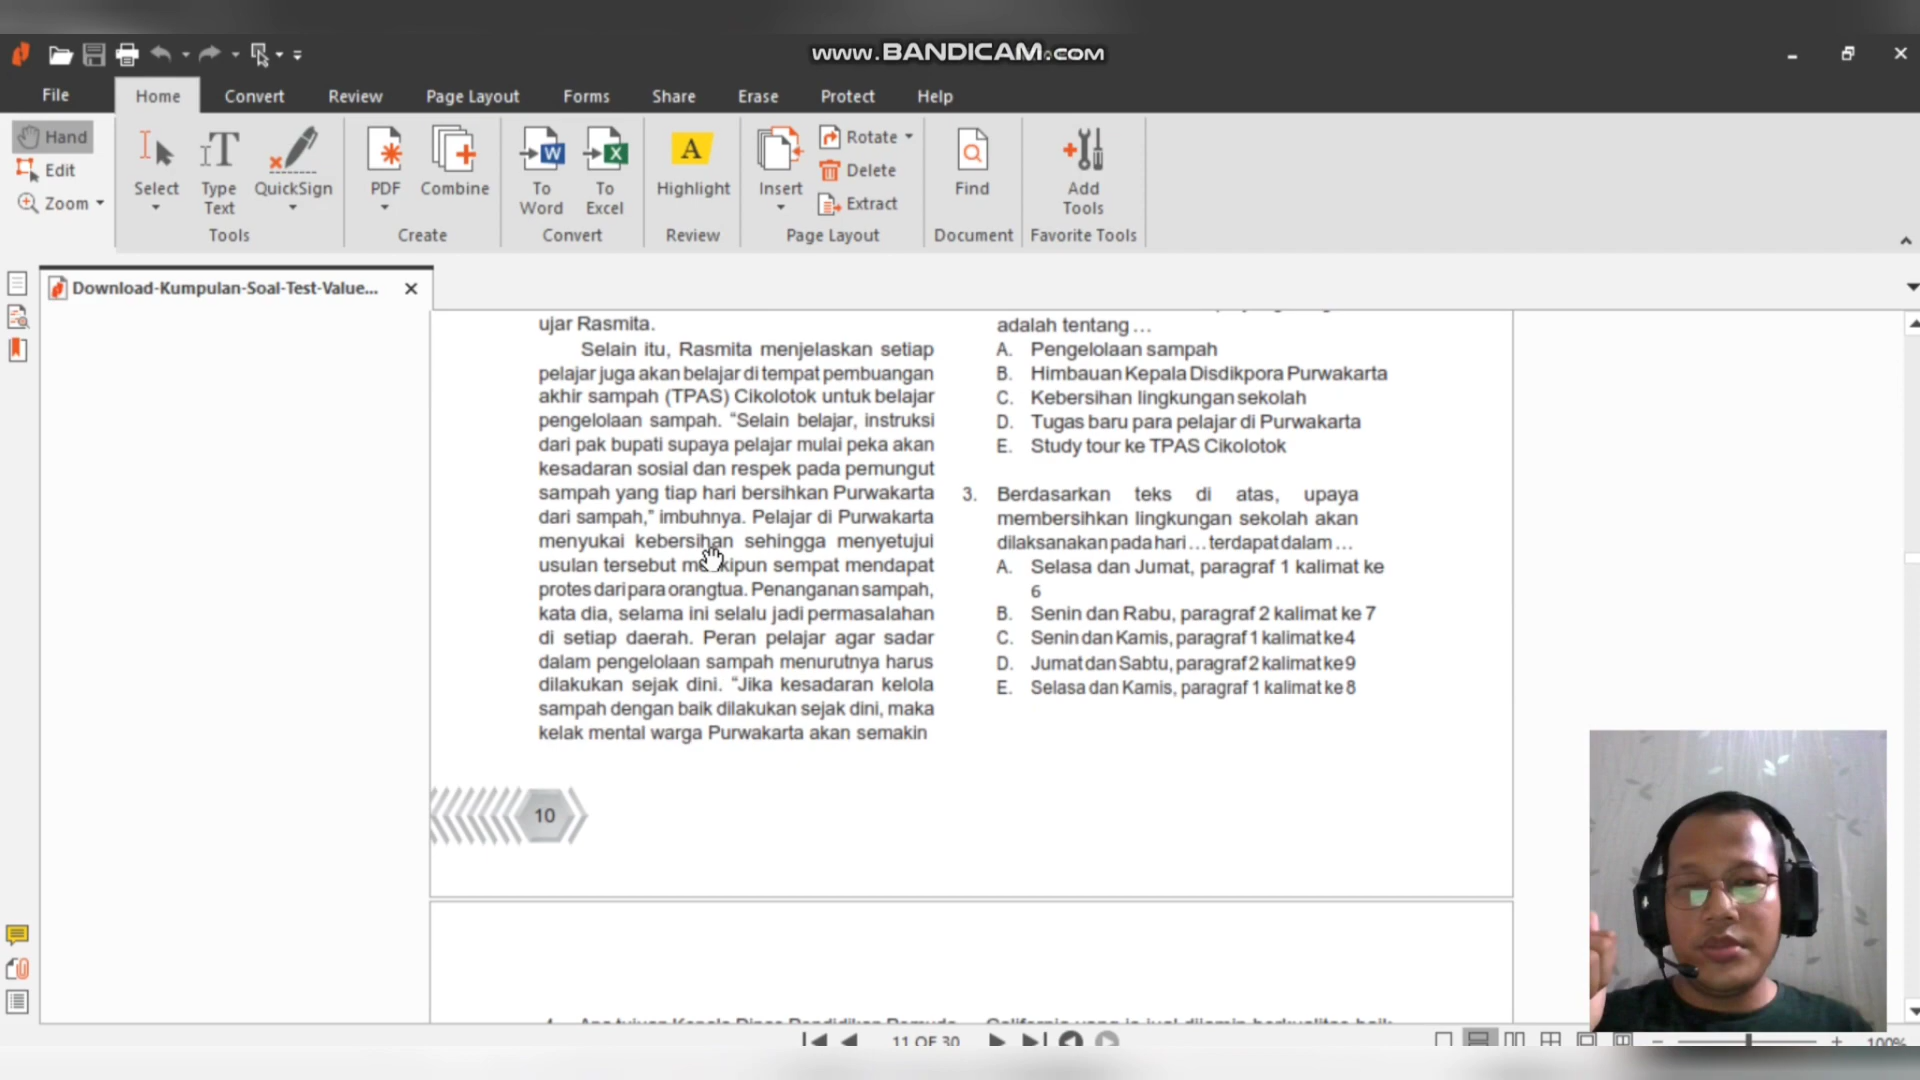 www.BANDICAM.com
File
Home
Convert
Review
Page Layout
Forms
Share
Erase
Protect
Help
Hand
Edit
Zoom
Select
Type
Text
QuickSign
Tools
PDF
Combine
Create
To
Word
To
Excel
Convert
Highlight
Review
Insert
Rotate
Delete
Extract
Page Layout
Find
Document
Add
Tools
Favorite Tools
Download-Kumpulan-Soal-Test-Value...
ujar Rasmita.
Selain itu, Rasmita menjelaskan setiap
pelajar juga akan belajar di tempat pembuangan
akhir sampah (TPAS) Cikolotok untuk belajar
pengelolaan sampah. “Selain belajar, instruksi
dari pak bupati supaya pelajar mulai peka akan
kesadaran sosial dan respek pada pemungut
sampah yang tiap hari bersihkan Purwakarta
dari sampah,” imbuhnya. Pelajar di Purwakarta
menyukai kebersihan sehingga menyetujui
usulan tersebut meskipun sempat mendapat
protes dari para orangtua. Penanganan sampah,
kata dia, selama ini selalu jadi permasalahan
di setiap daerah. Peran pelajar agar sadar
dalam pengelolaan sampah menurutnya harus
dilakukan sejak dini. “Jika kesadaran kelola
sampah dengan baik dilakukan sejak dini, maka
kelak mental warga Purwakarta akan semakin
10
adalah tentang ...
A. Pengelolaan sampah
B. Himbauan Kepala Disdikpora Purwakarta
C. Kebersihan lingkungan sekolah
D. Tugas baru para pelajar di Purwakarta
E. Study tour ke TPAS Cikolotok
3. Berdasarkan teks di atas, upaya
membersihkan lingkungan sekolah akan
dilaksanakan pada hari ... terdapat dalam ...
A. Selasa dan Jumat, paragraf 1 kalimat ke
6
B. Senin dan Rabu, paragraf 2 kalimat ke 7
C. Senin dan Kamis, paragraf 1 kalimat ke 4
D. Jumat dan Sabtu, paragraf 2 kalimat ke 9
E. Selasa dan Kamis, paragraf 1 kalimat ke 8
11 OF 30
100%